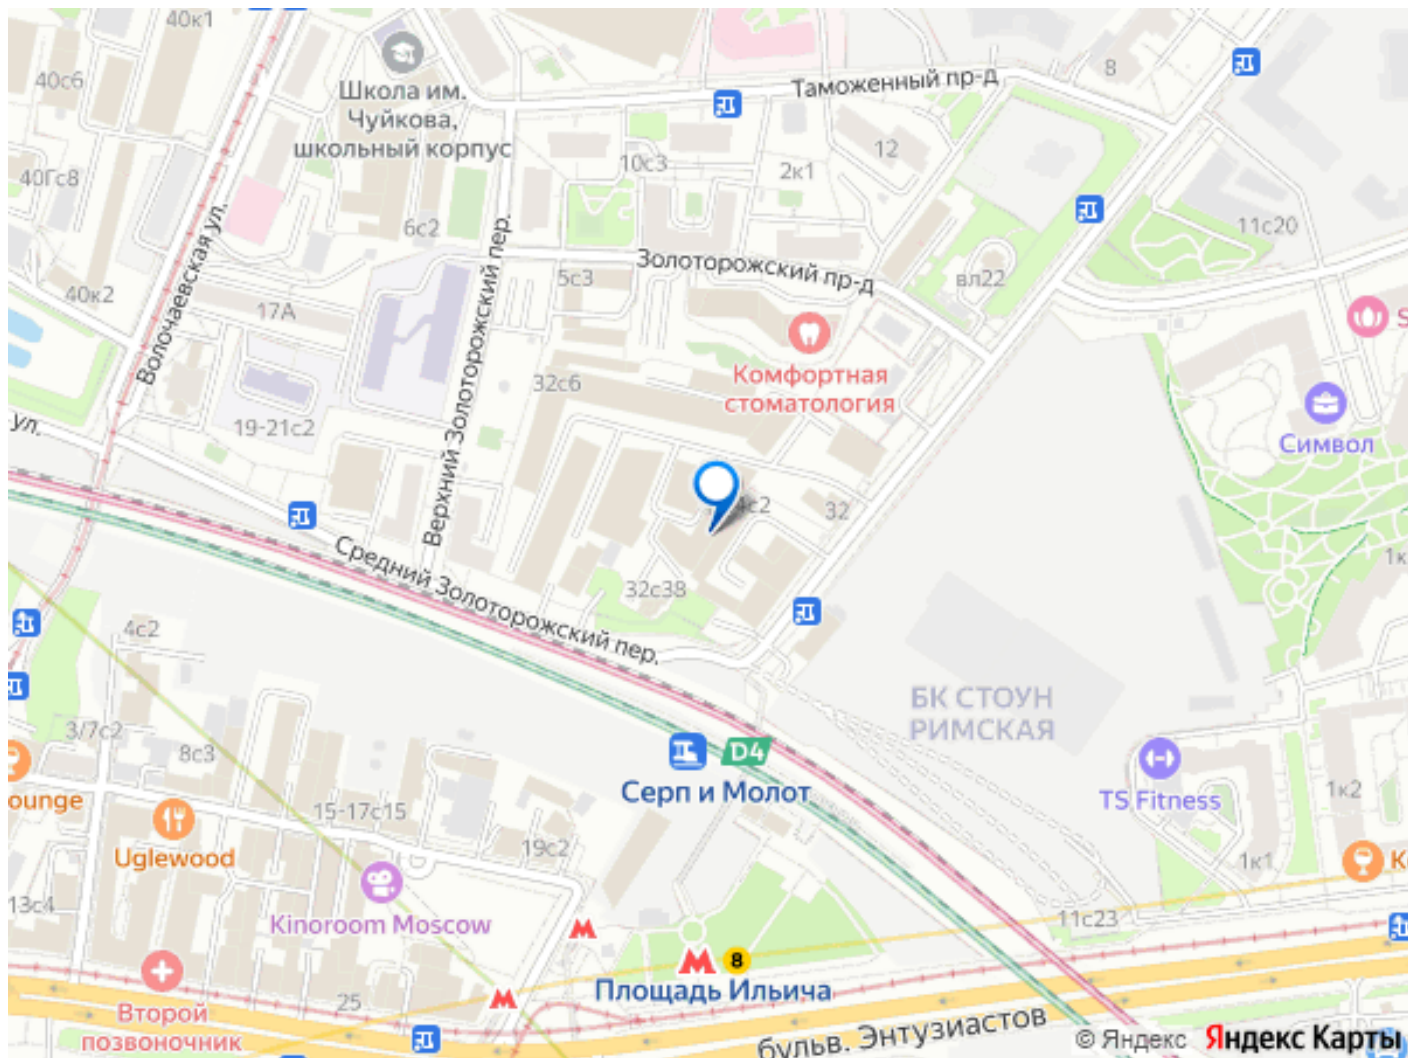 40к1
40с6
Школа им.
Чуйкова,
школьный корпус
Таможенный пр-д
8
12
10с3
2к1
40Гс8
6с2
11с20
Волочаевская ул.
Верхний Золоторожский пер.
Золоторожский пр-д
5с3
вл22
40к2
17А
S
Комфортная
стоматология
32с6
19-21с2
Символ
ул.
4с2
32
Средний Золоторожский пер.
32с38
1к
4с2
БК СТОУН
РИМСКАЯ
3/7с2
8с3
D4
Серп и Молот
TS Fitness
1к2
ounge
15-17с15
Uglewood
19с2
1к1
К
13с4
Kinoroom Moscow
11с23
М
М
8
Площадь Ильича
М
25
Второй
позвоночник
бульв. Энтузиастов
© Яндекс Яндекс Карты